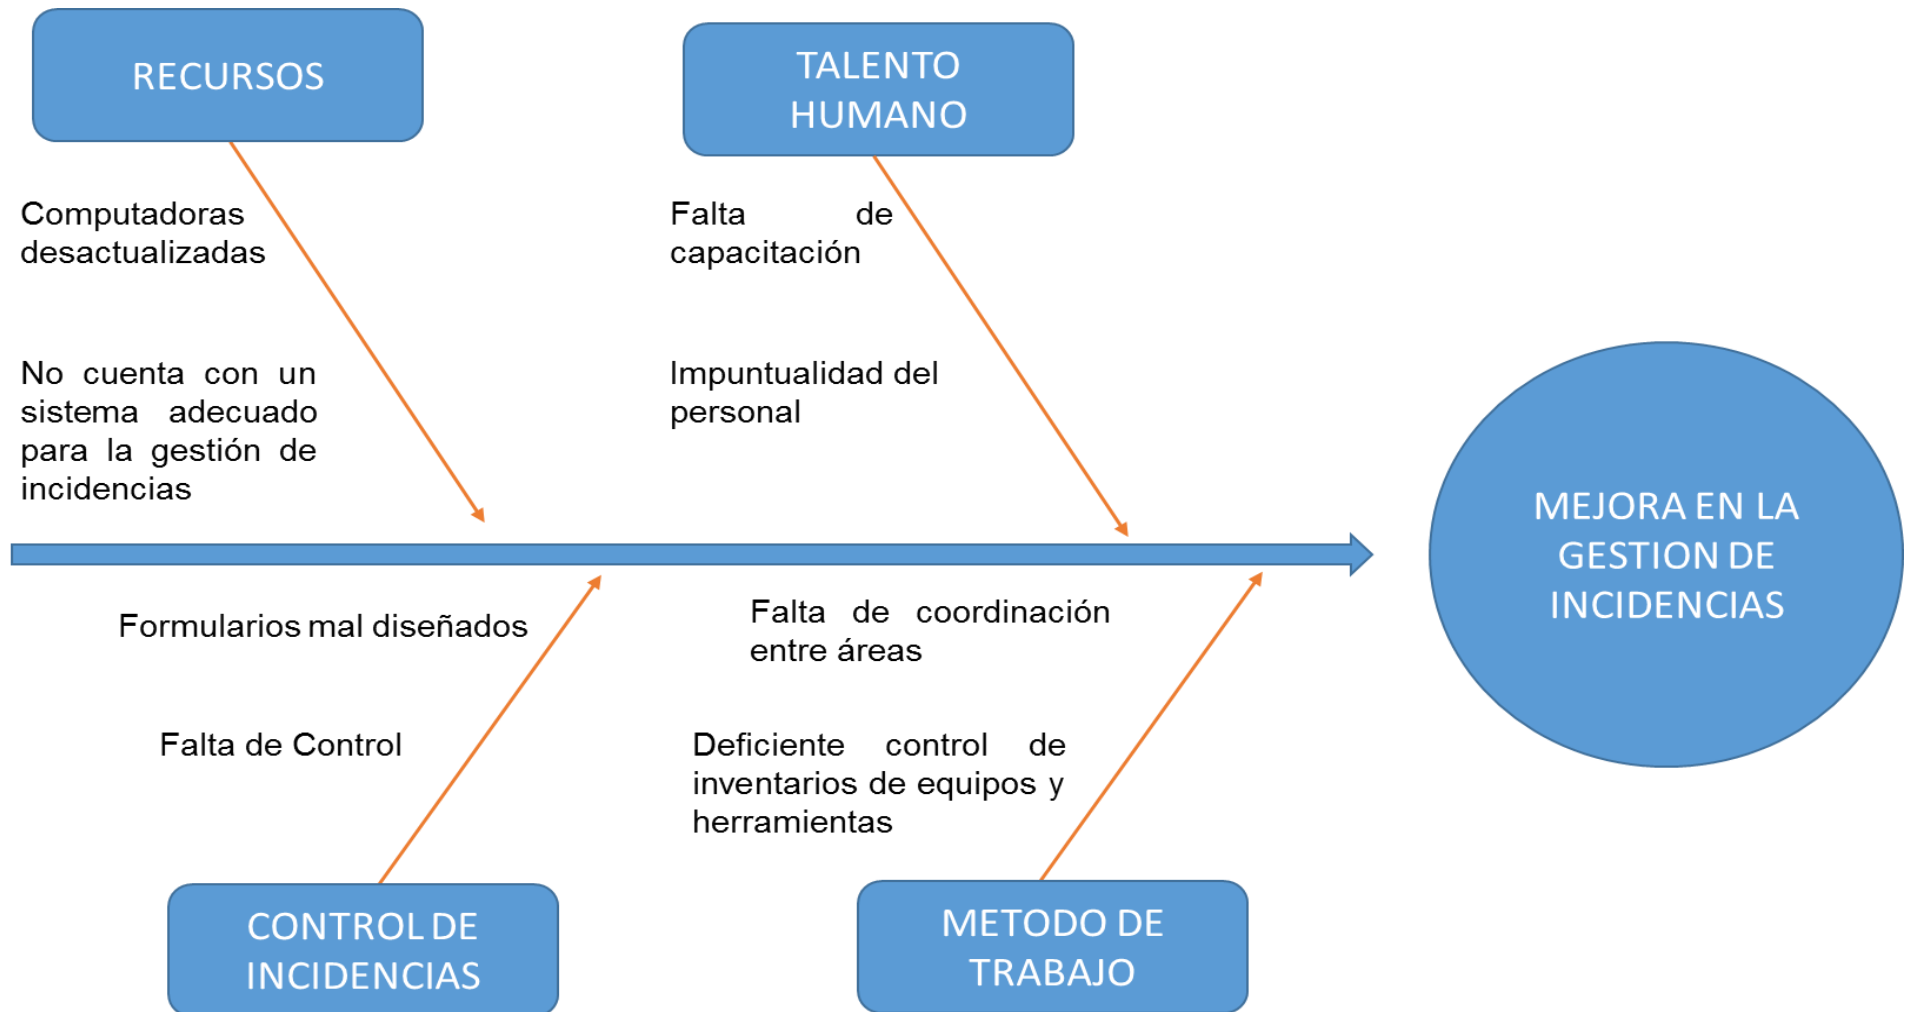 RECURSOS
TALENTO
HUMANO
Computadoras
desactualizadas
Falta de
capacitación
No cuenta con un
sistema adecuado
para la gestión de
incidencias
Impuntualidad del
personal
MEJORA EN LA
GESTION DE
INCIDENCIAS
Formularios mal diseñados
Falta de Control
Falta de coordinación
entre áreas
Deficiente control de
inventarios de equipos y
herramientas
CONTROL DE
INCIDENCIAS
METODO DE
TRABAJO